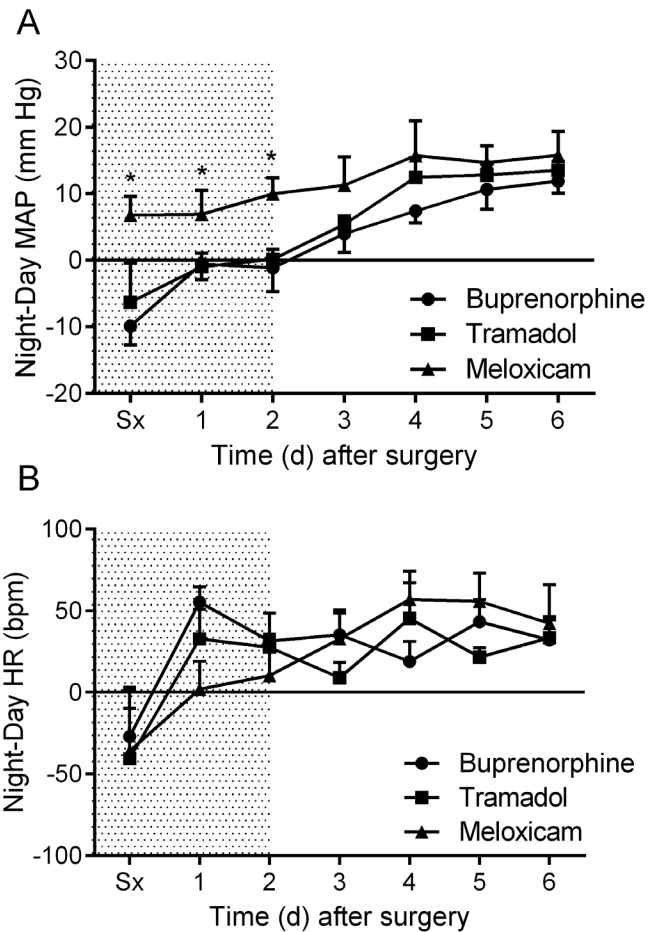 A
Night-Day MAP (mm Hg)
30
20
10
0
-10
-20
* * *
Buprenorphine
Tramadol
Meloxicam
Sx 1 2 3 4 5 6
Time (d) after surgery
B
Night-Day HR (bpm)
100
50
0
-50
-100
Buprenorphine
Tramadol
Meloxicam
Sx 1 2 3 4 5 6
Time (d) after surgery